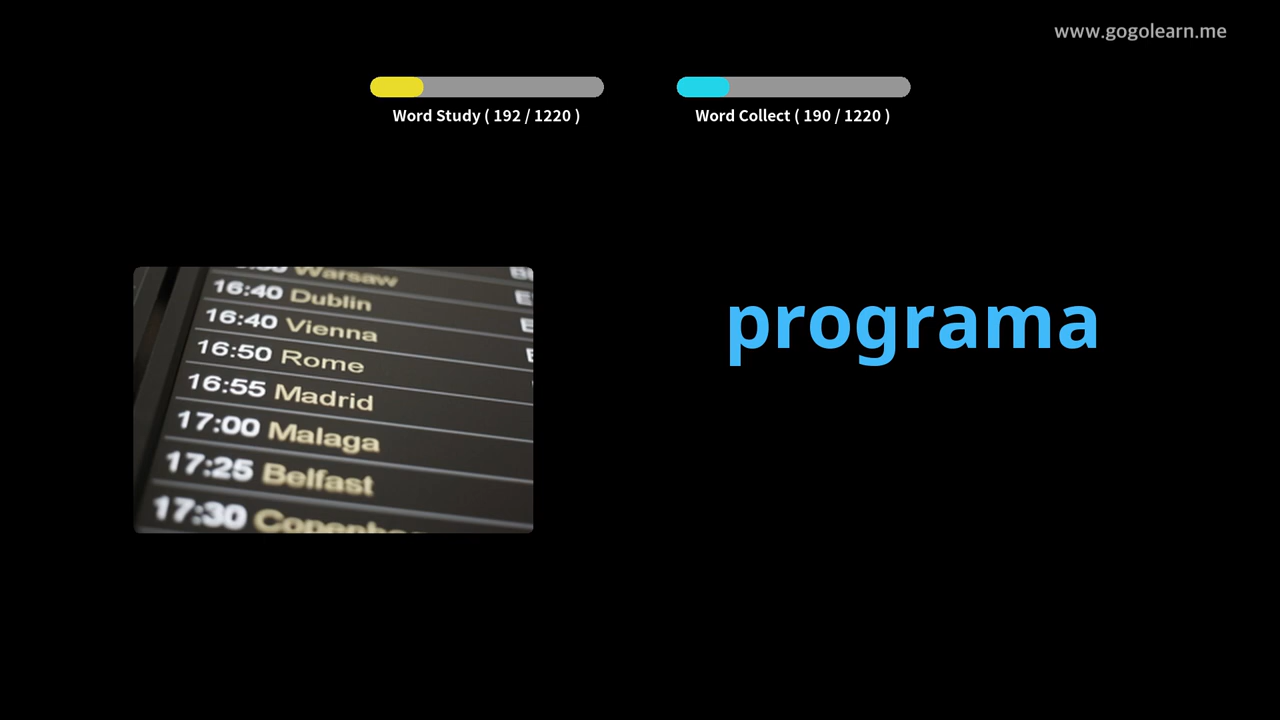 www.gogolearn.me
Word Study ( 192 / 1220 )
Word Collect ( 190 / 1220 )
Warsaw
16:40 Dublin
16:40 Vienna
16:50 Rome
16:55 Madrid
17:00 Malaga
17:25 Belfast
17:30
programa